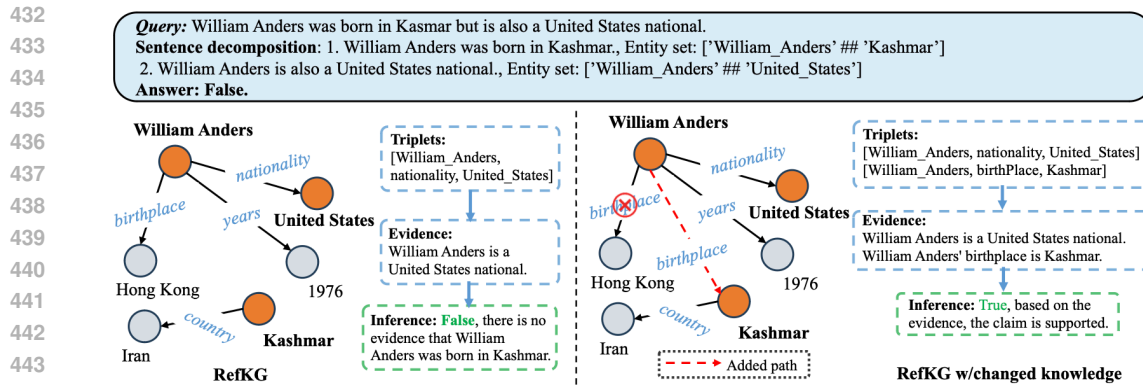 432
433
434
435
436
437
438
439
440
441
442
443
Query: William Anders was born in Kasmar but is also a United States national.
Sentence decomposition: 1. William Anders was born in Kashmar., Entity set: ['William_Anders' ## 'Kashmar']
2. William Anders is also a United States national., Entity set: ['William_Anders' ## 'United_States']
Answer: False.
William Anders
nationality
United States
birthplace
years
Hong Kong
1976
country
Iran
Kashmar
RefKG
Triplets:
[William_Anders,
nationality, United_States]
Evidence:
William Anders is a
United States national.
Inference: False, there is no
evidence that William
Anders was born in Kashmar.
William Anders
nationality
United States
birthplace
years
birthplace
Hong Kong
1976
country
Iran
Kashmar
Added path
Triplets:
[William_Anders, nationality, United_States]
[William_Anders, birthPlace, Kashmar]
Evidence:
William Anders is a United States national.
William Anders' birthplace is Kashmar.
Inference: True, based on the
evidence, the claim is supported.
RefKG w/changed knowledge